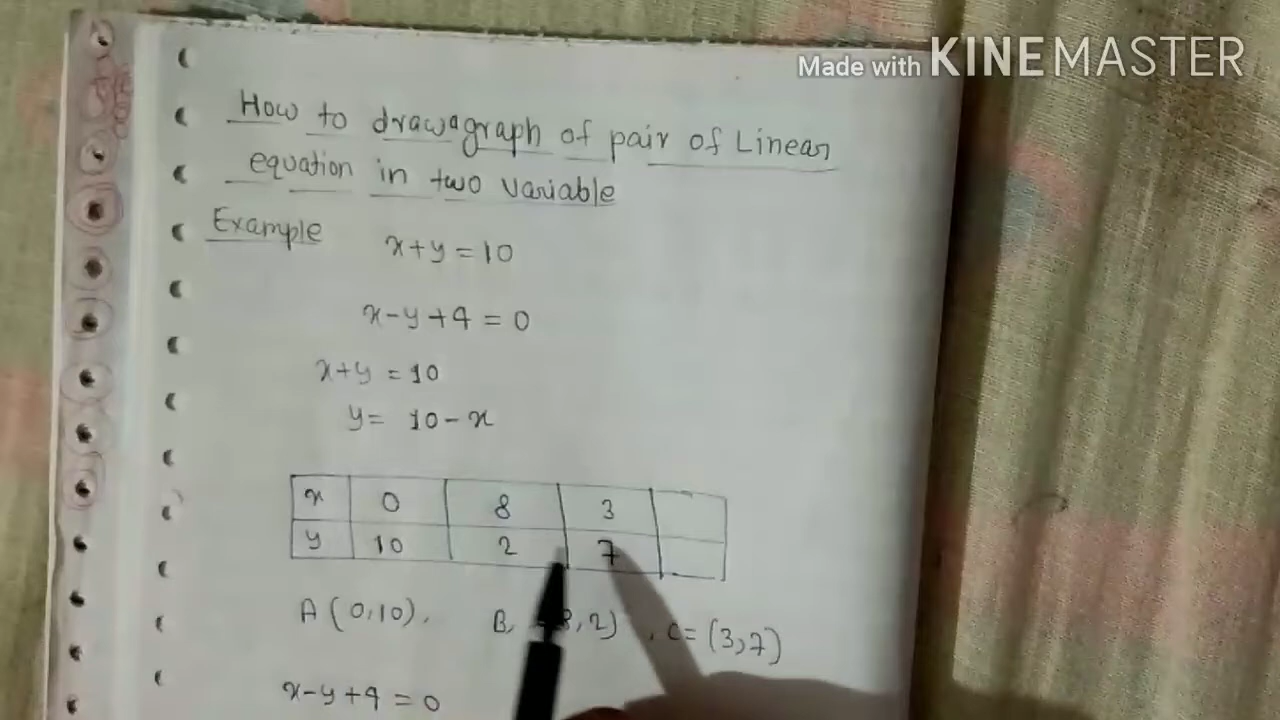 Made with KINEMASTER
How to draw a graph of pair of Linear
equation in two variable
Example x+y=10
x-y+4=0
x+y=10
y= 10-x
x 0 8 3
y 10 2 7
A(0,10), B, ,2), C=(3,7)
x-y+4=0